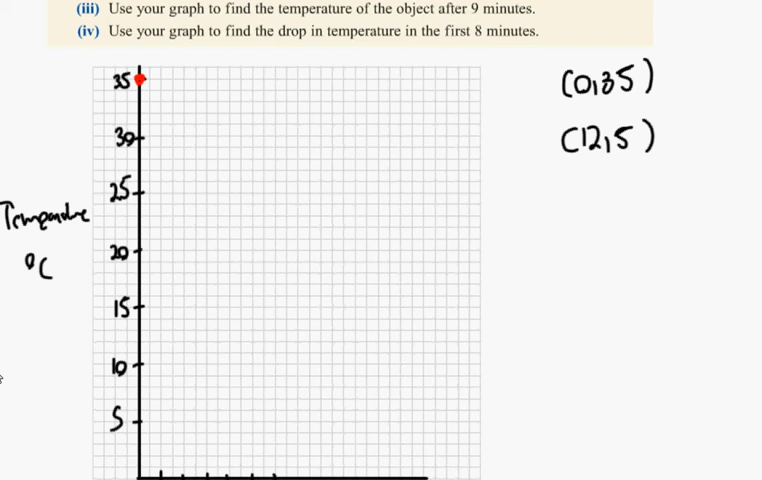 (iii) Use your graph to find the temperature of the object after 9 minutes.
(iv) Use your graph to find the drop in temperature in the first 8 minutes.
(0,35)
(12,5)
35
30
25
20
15
10
5
Temperature
°C